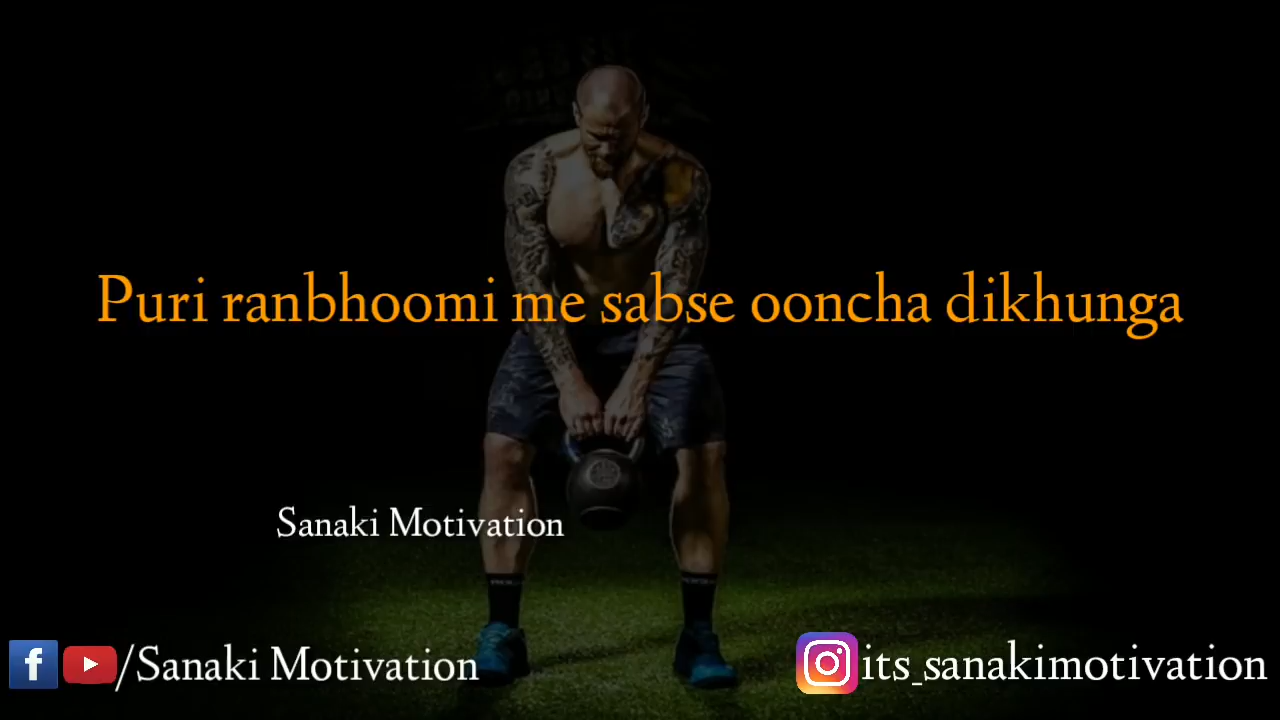 Puri ranbhoomi me sabse ooncha dikhunga
Sanaki Motivation
/Sanaki Motivation
its_sanakimotivation